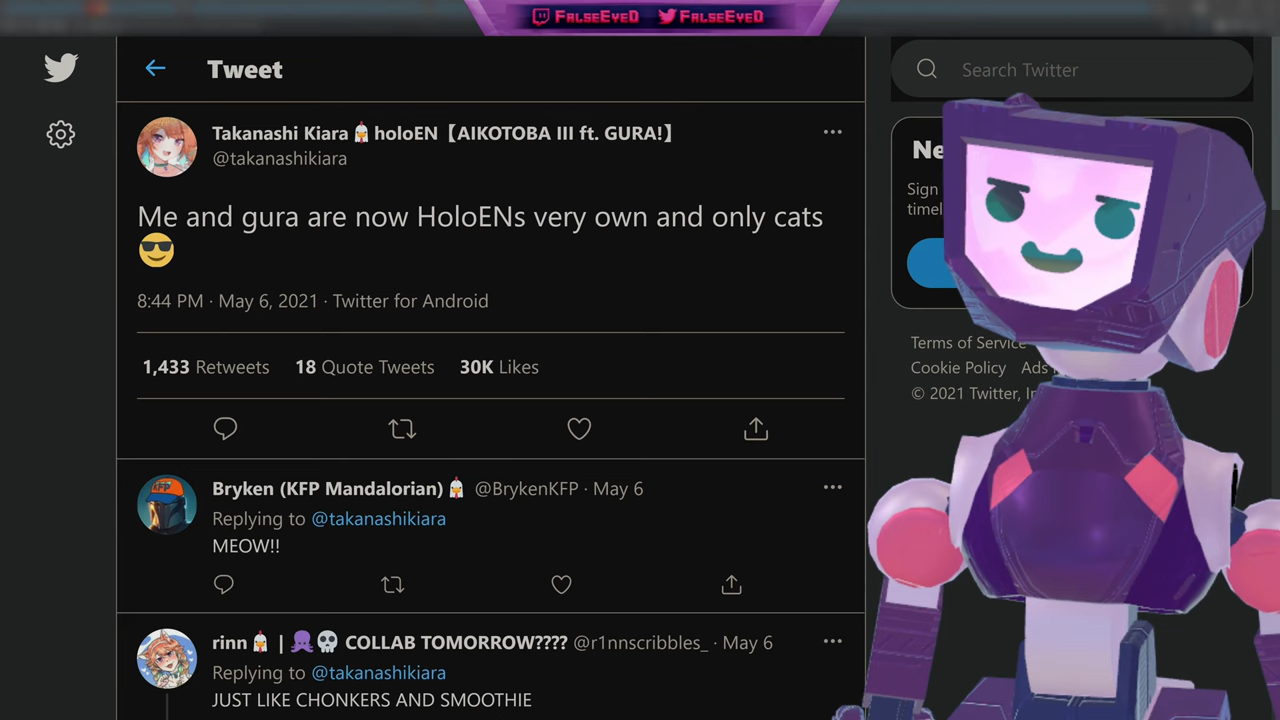 FalseEyeD FalseEyeD
Tweet
Search Twitter
Takanashi Kiara🐔holoEN【AIKOTOBA III ft. GURA!】
@takanashikiara
Me and gura are now HoloENs very own and only cats
😎
8:44 PM · May 6, 2021 · Twitter for Android
1,433 Retweets 18 Quote Tweets 30K Likes
Bryken (KFP Mandalorian)🐔 @BrykenKFP · May 6
Replying to @takanashikiara
MEOW!!
rinn🐔 | 🐙💀 COLLAB TOMORROW???? @r1nnscribbles_ · May 6
Replying to @takanashikiara
JUST LIKE CHONKERS AND SMOOTHIE
Sign
Terms of Service
Cookie Policy Ads
© 2021 Twitter,
KFP